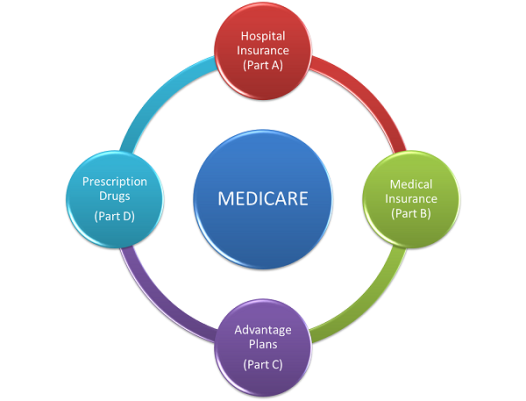 Hospital
Insurance
(Part A)
Prescription
Drugs
(Part D)
MEDICARE
Medical
Insurance
(Part B)
Advantage
Plans
(Part C)